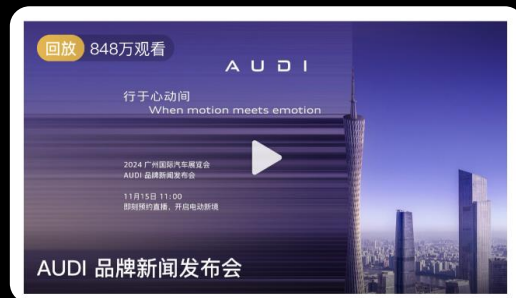 回放 848万观看
AUDI
行于心动间
When motion meets emotion
2024 广州国际汽车展览会
AUDI 品牌新闻发布会
11月15日 11:00
即刻预约直播，开启电动新境
AUDI 品牌新闻发布会